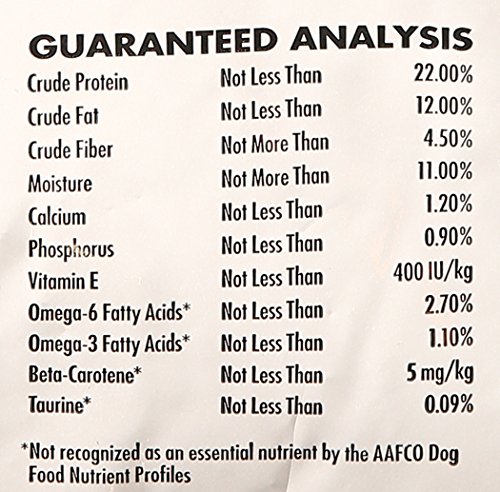 GUARANTEED ANALYSIS
Crude Protein Not Less Than 22.00%
Crude Fat Not Less Than 12.00%
Crude Fiber Not More Than 4.50%
Moisture Not More Than 11.00%
Calcium Not Less Than 1.20%
Phosphorus Not Less Than 0.90%
Vitamin E Not Less Than 400 IU/kg
Omega-6 Fatty Acids* Not Less Than 2.70%
Omega-3 Fatty Acids* Not Less Than 1.10%
Beta-Carotene* Not Less Than 5 mg/kg
Taurine* Not Less Than 0.09%
*Not recognized as an essential nutrient by the AAFCO Dog
Food Nutrient Profiles